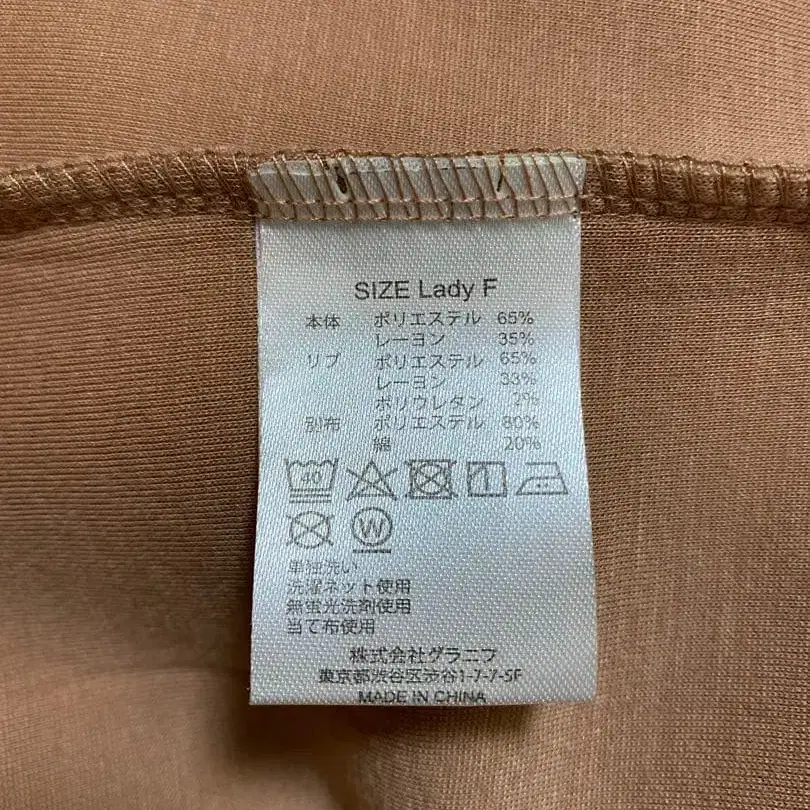 SIZE Lady F
本体 ポリエステル 65%
レーヨン 35%
リブ ポリエステル 65%
レーヨン 33%
ポリウレタン 2%
別布 ポリエステル 80%
綿 20%
40
W
単独洗い
洗濯ネット使用
無蛍光洗剤使用
当て布使用
株式会社グラニフ
東京都渋谷区渋谷1-7-7-5F
MADE IN CHINA